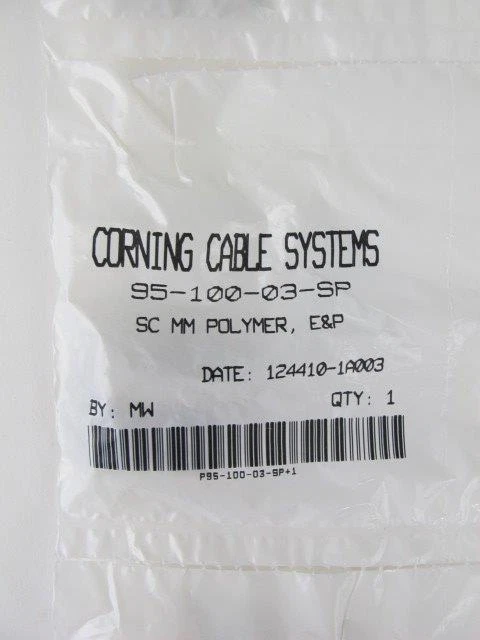 CORNING CABLE SYSTEMS
95-100-03-SP
SC MM POLYMER, E&P
DATE: 124410-1A003
BY: MW QTY: 1
P95-100-03-SP+1